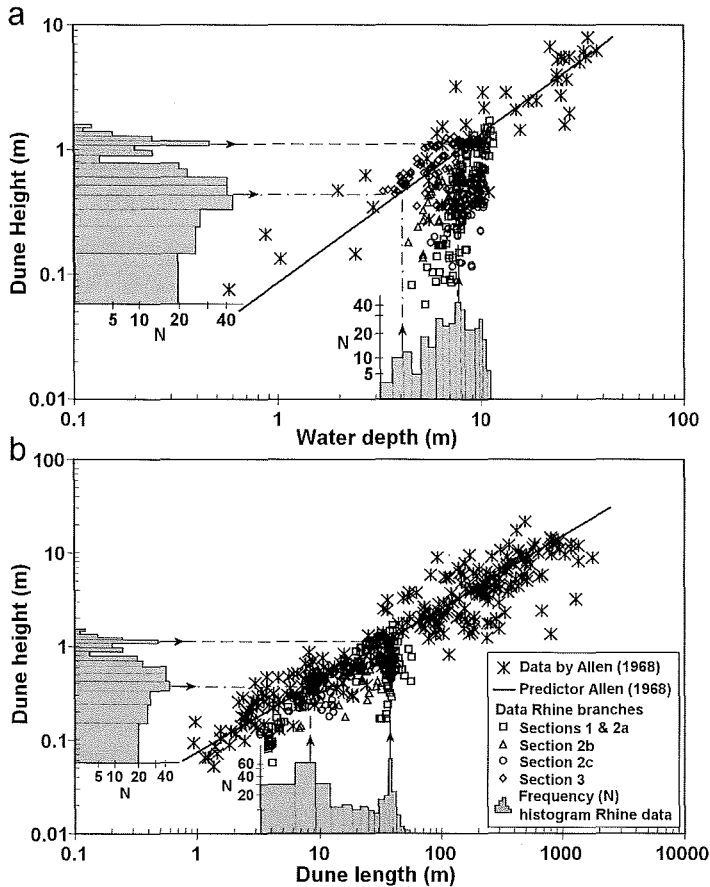 a
10
1
0.1
0.01
Dune Height (m)
5 10 20 40
N
40
20
10
5
N
0.1 1 10 100
Water depth (m)
b
100
10
1
0.1
0.01
Dune height (m)
5 10 20 40
N
60
40
20
N
Data by Allen (1968)
Predictor Allen (1968)
Data Rhine branches
Sections 1 & 2a
Section 2b
Section 2c
Section 3
Frequency (N)
histogram Rhine data
0.1 1 10 100 1000 10000
Dune length (m)